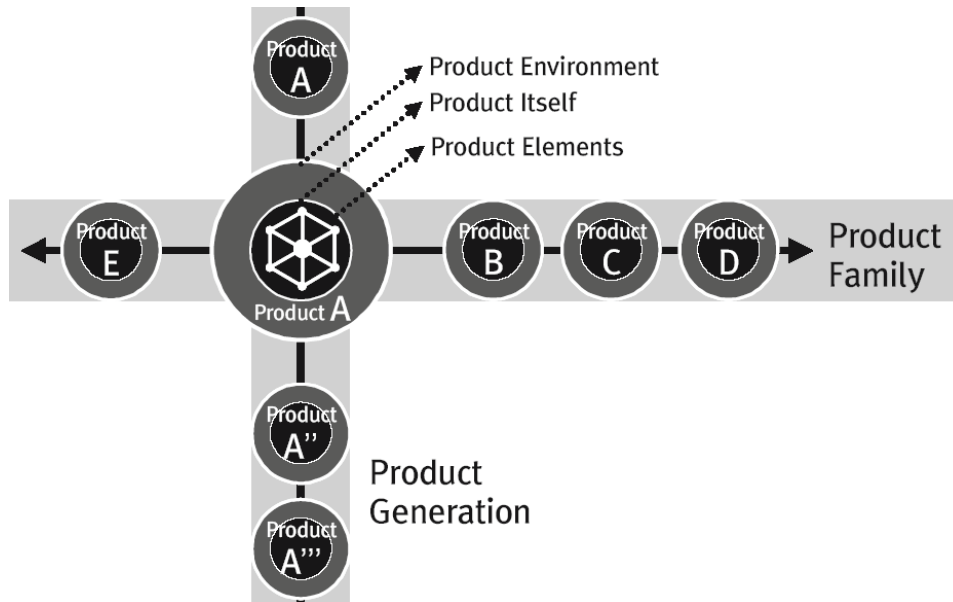 Product
A
Product Environment
Product Itself
Product Elements
Product
E
Product A
Product
B
Product
C
Product
D
Product
Family
Product
A''
Product
Generation
Product
A'''